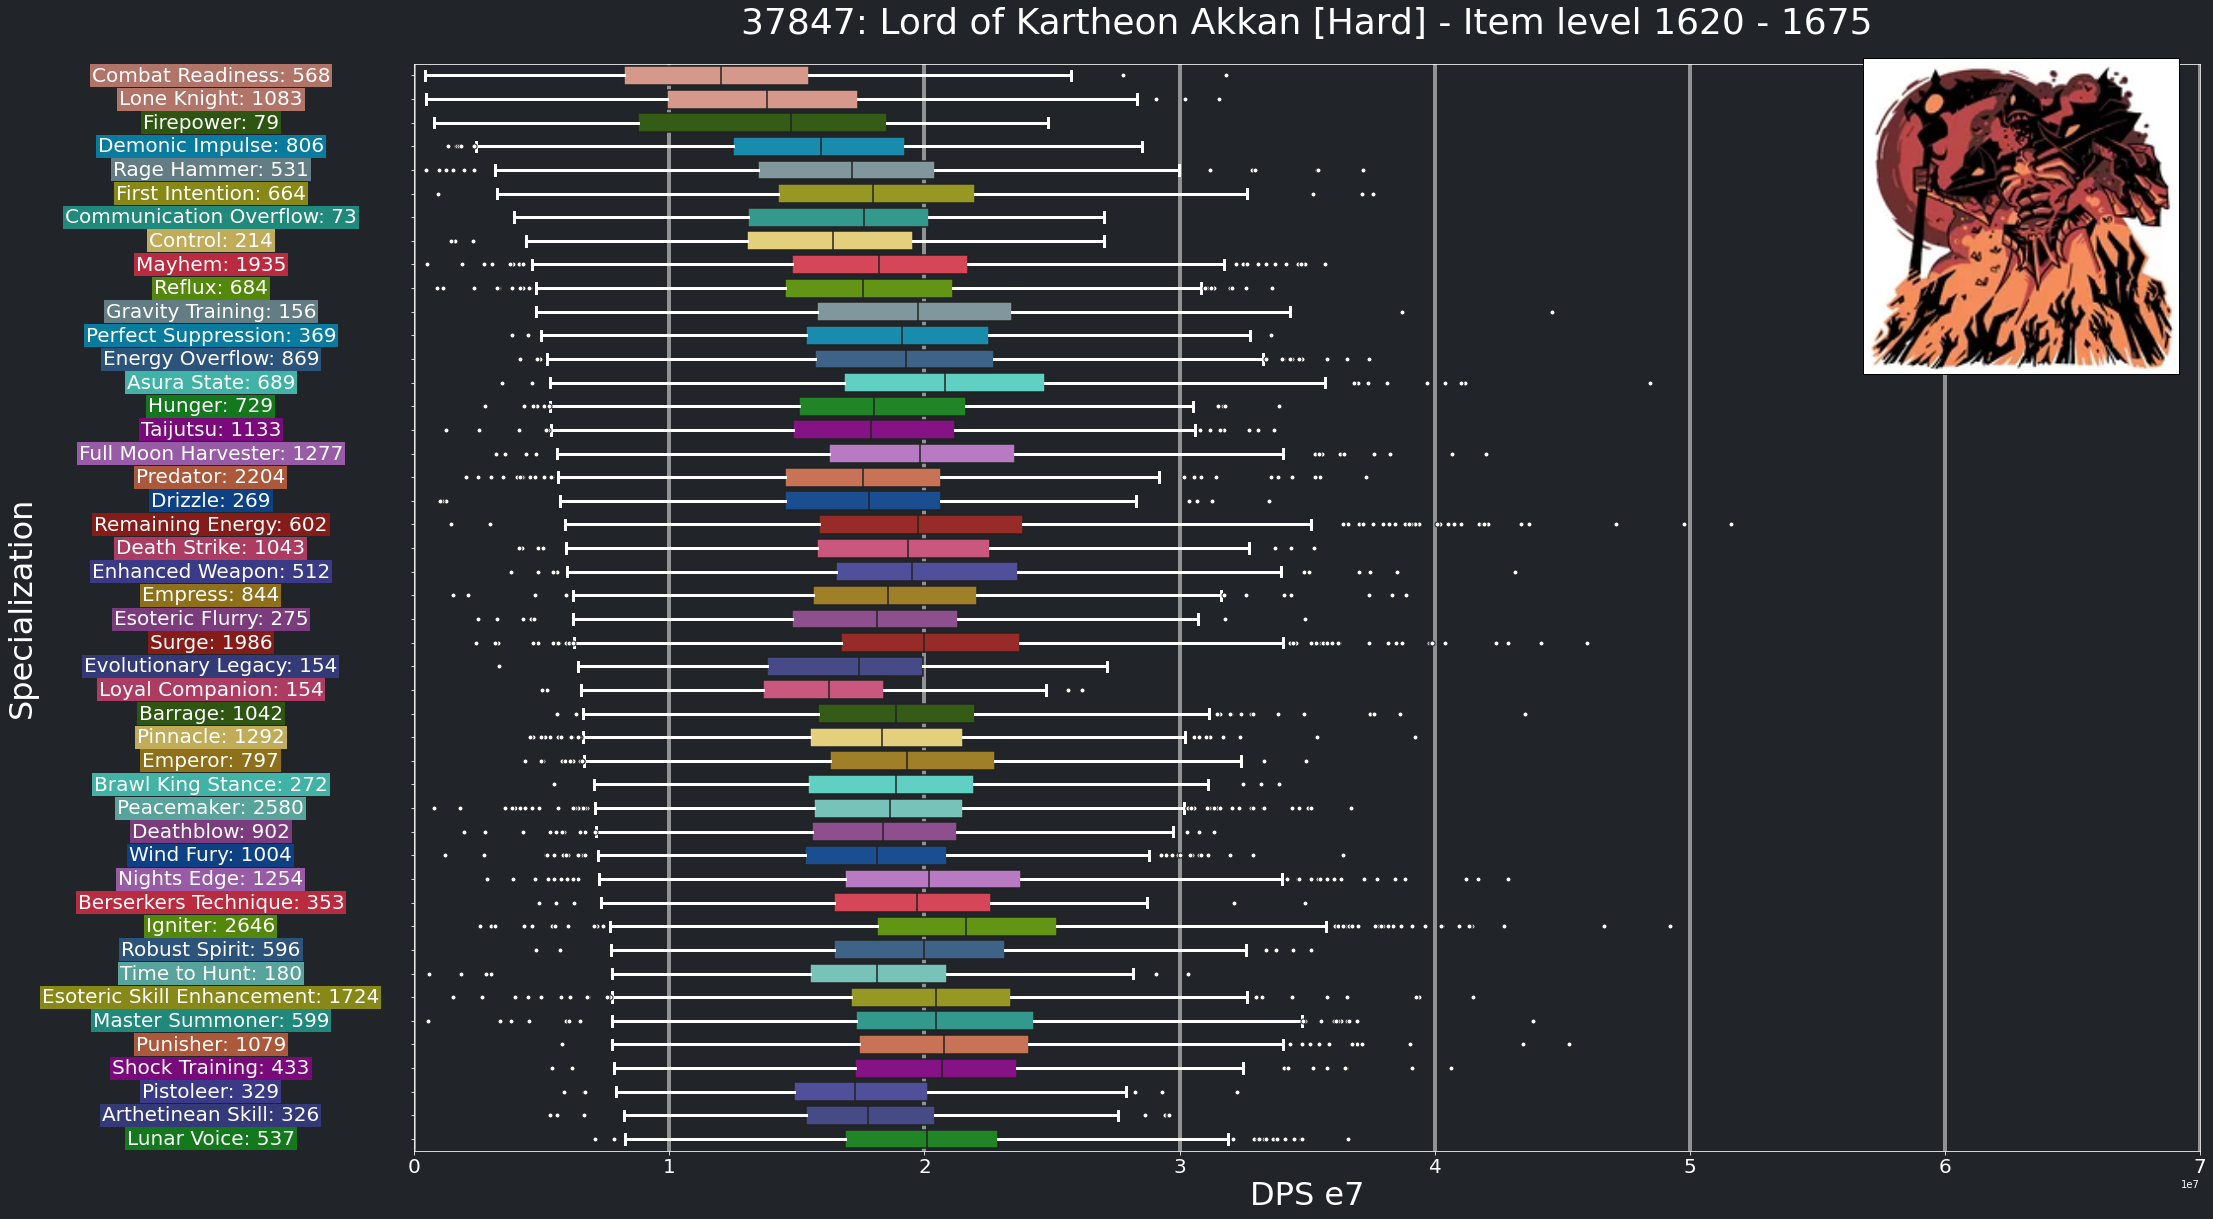 37847: Lord of Kartheon Akkan [Hard] - Item level 1620 - 1675
Combat Readiness: 568
Lone Knight: 1083
Firepower: 79
Demonic Impulse: 806
Rage Hammer: 531
First Intention: 664
Communication Overflow: 73
Control: 214
Mayhem: 1935
Reflux: 684
Gravity Training: 156
Perfect Suppression: 369
Energy Overflow: 869
Asura State: 689
Hunger: 729
Taijutsu: 1133
Full Moon Harvester: 1277
Predator: 2204
Drizzle: 269
Remaining Energy: 602
Death Strike: 1043
Enhanced Weapon: 512
Empress: 844
Esoteric Flurry: 275
Surge: 1986
Evolutionary Legacy: 154
Loyal Companion: 154
Barrage: 1042
Pinnacle: 1292
Emperor: 797
Brawl King Stance: 272
Peacemaker: 2580
Deathblow: 902
Wind Fury: 1004
Nights Edge: 1254
Berserkers Technique: 353
Igniter: 2646
Robust Spirit: 596
Time to Hunt: 180
Esoteric Skill Enhancement: 1724
Master Summoner: 599
Punisher: 1079
Shock Training: 433
Pistoleer: 329
Arthetinean Skill: 326
Lunar Voice: 537
Specialization
0 1 2 3 4 5 6 7
1e7
DPS e7